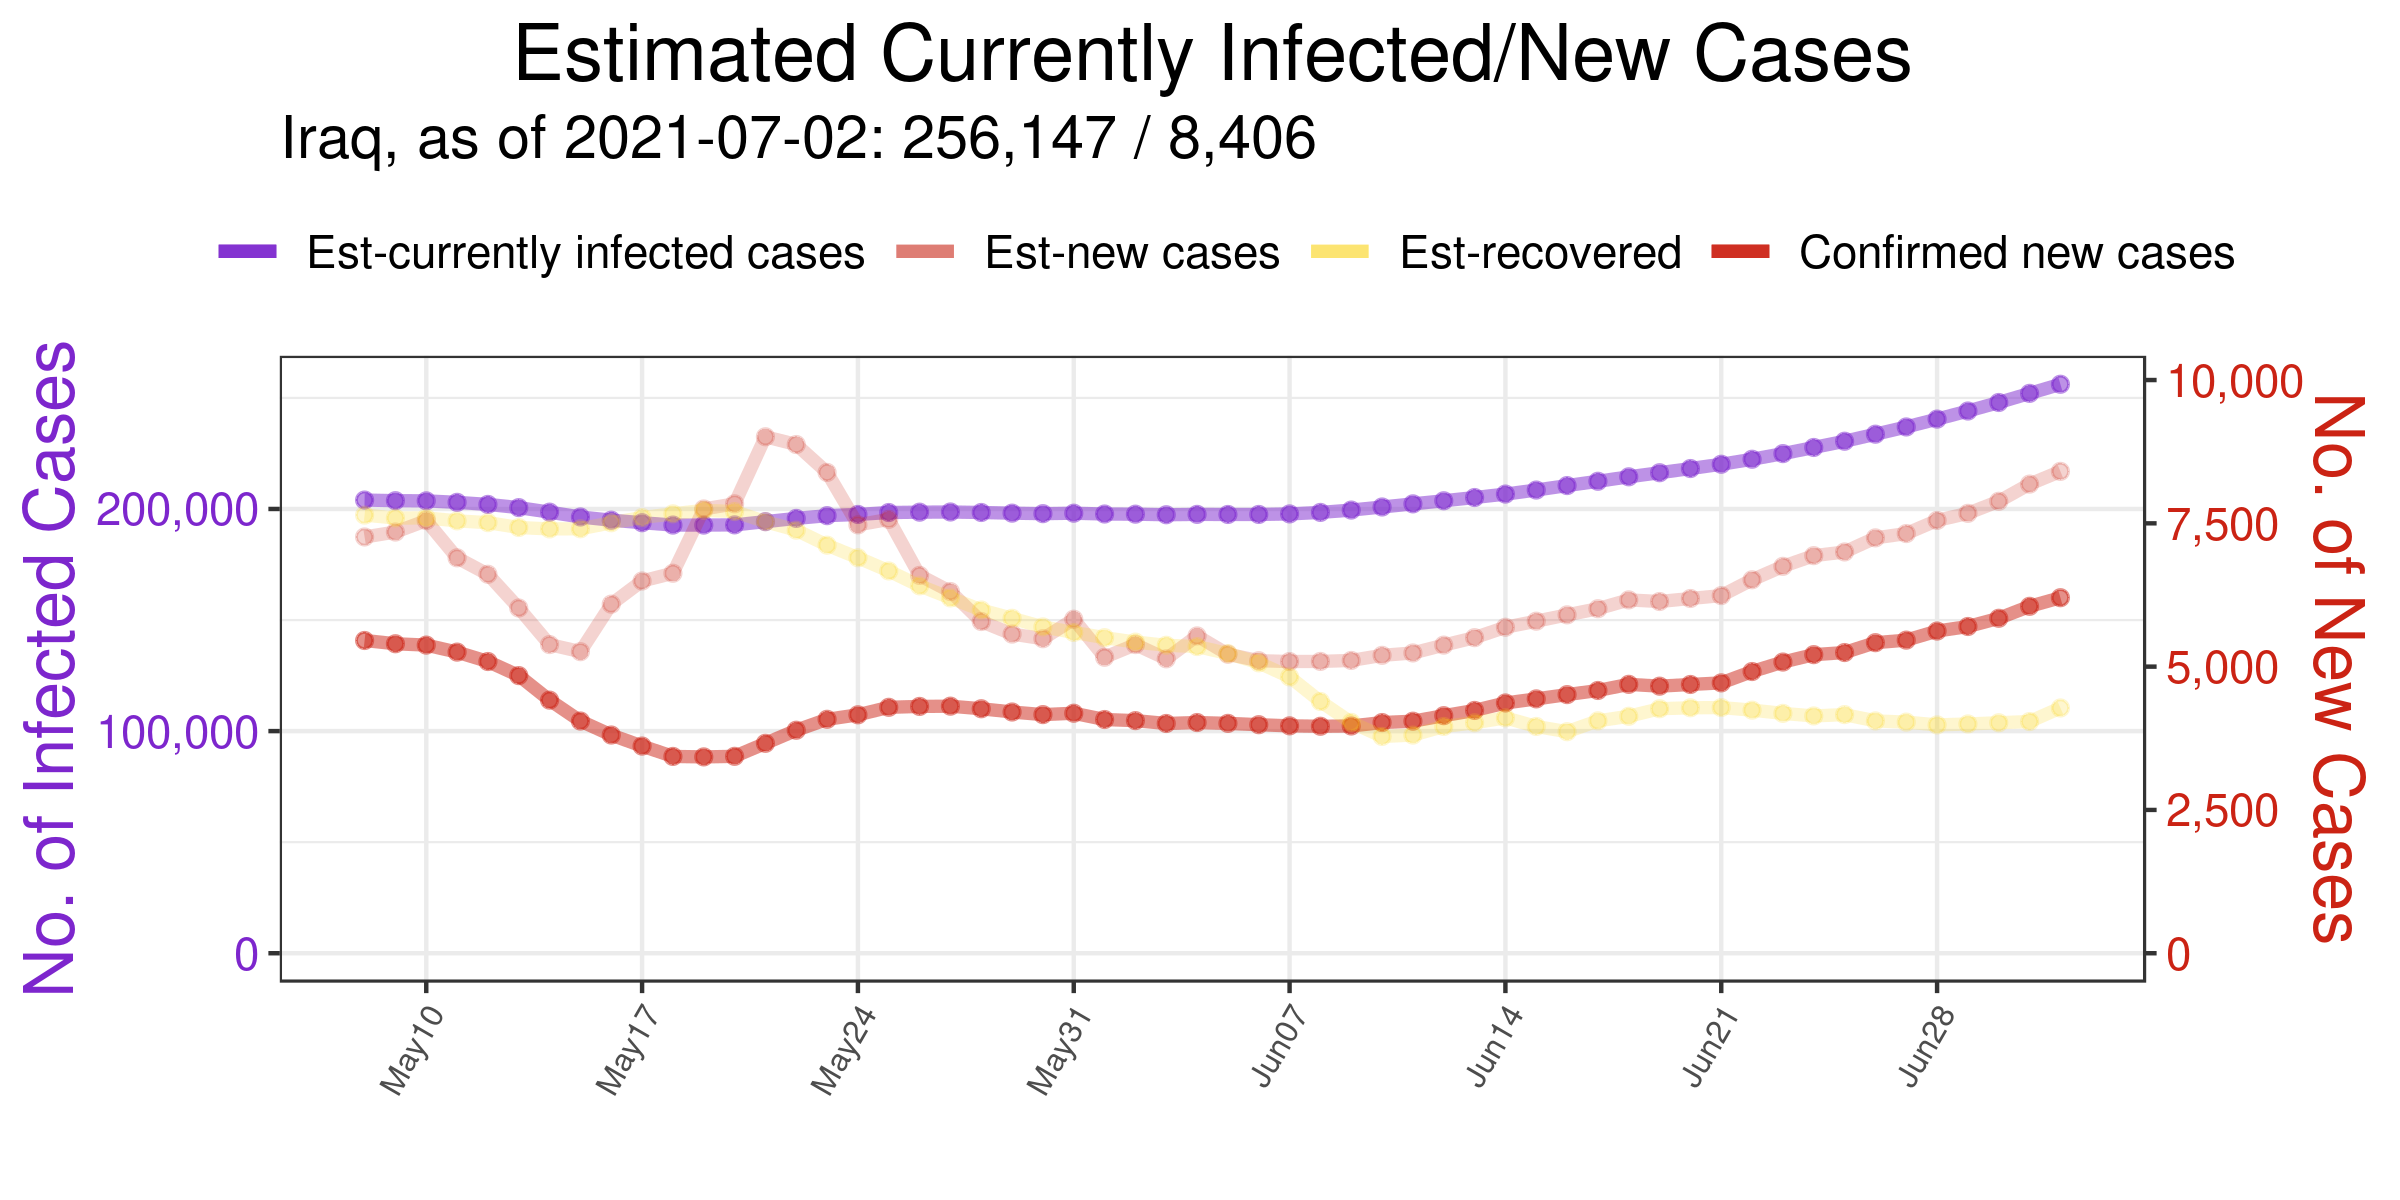 Estimated Currently Infected/New Cases
Iraq, as of 2021-07-02: 256,147 / 8,406
Est-currently infected cases Est-new cases Est-recovered Confirmed new cases
No. of Infected Cases
200,000
100,000
0
10,000
7,500
5,000
2,500
0
No. of New Cases
May10 May17 May24 May31 Jun07 Jun14 Jun21 Jun28